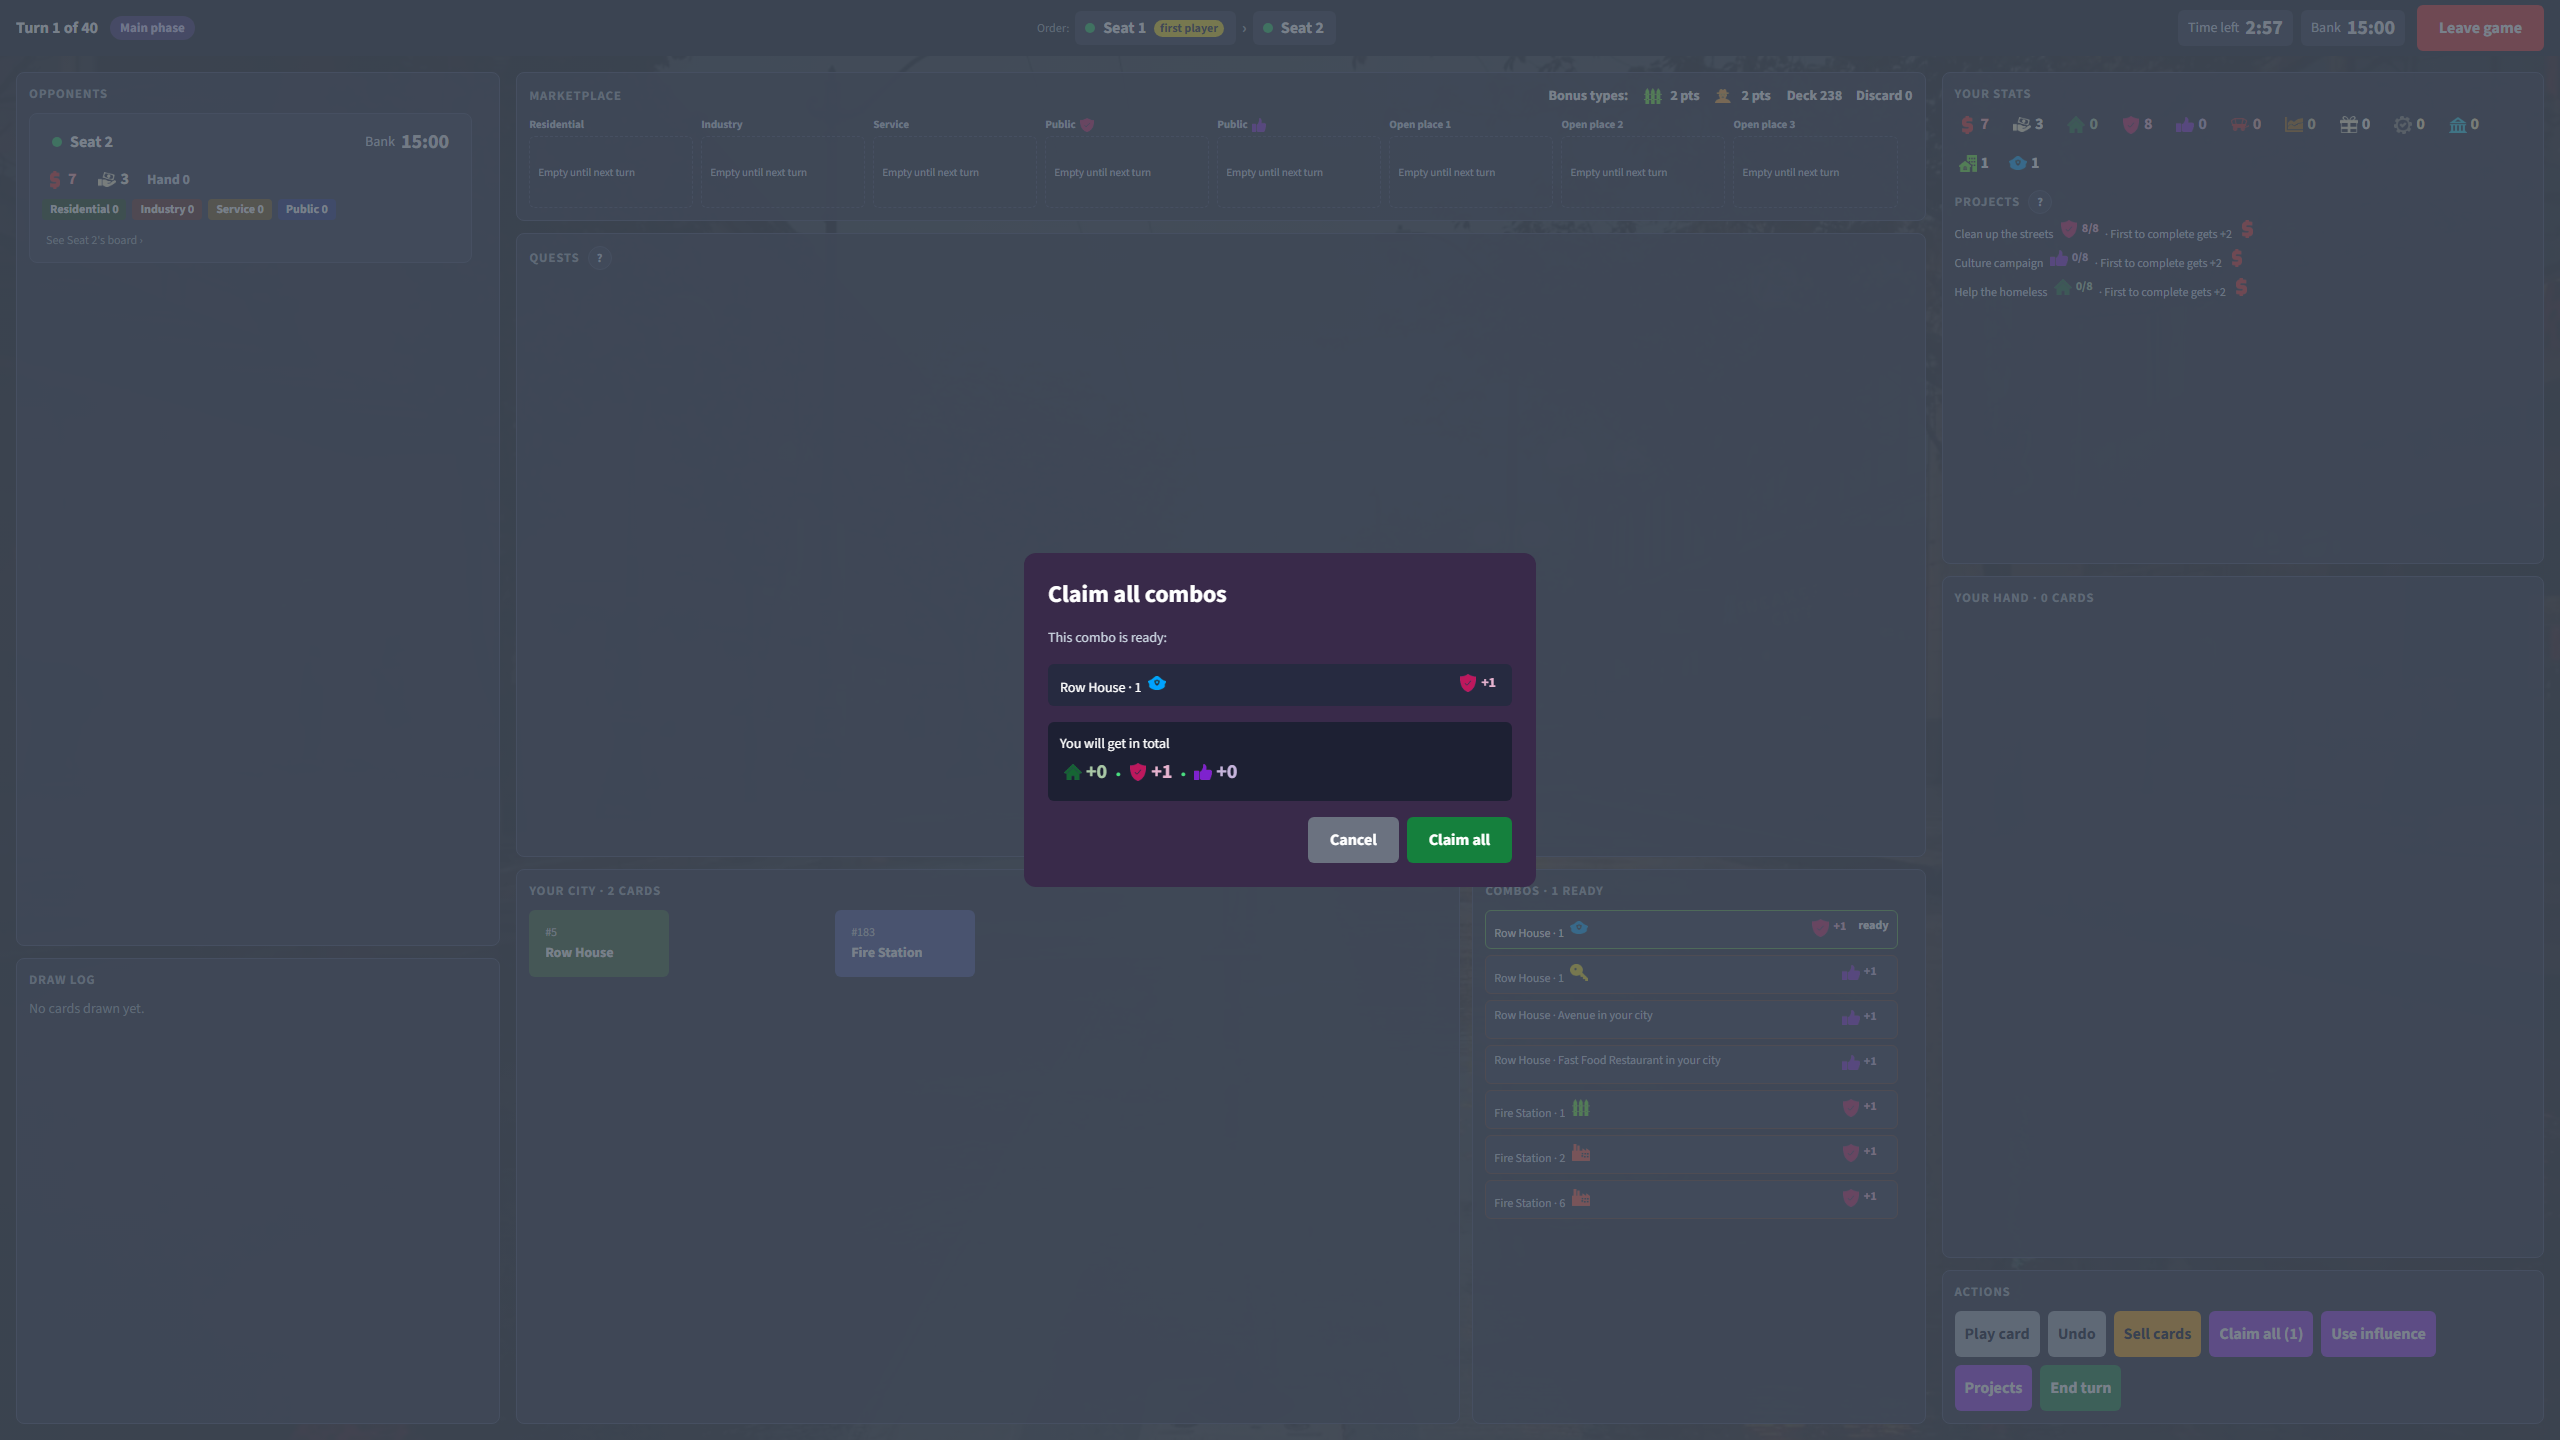 Turn 1 of 40 Main phase
Order: Seat 1 first player › Seat 2
Time left 2:57 Bank 15:00 Leave game
OPPONENTS
Seat 2 Bank 15:00
7 3 Hand 0
Residential 0 Industry 0 Service 0 Public 0
See Seat 2's board ›
DRAW LOG
No cards drawn yet.
MARKETPLACE
Bonus types: 2 pts 2 pts Deck 238 Discard 0
Residential Industry Service Public Public Open place 1 Open place 2 Open place 3
Empty until next turn Empty until next turn Empty until next turn Empty until next turn Empty until next turn Empty until next turn Empty until next turn Empty until next turn
QUESTS ?
Claim all combos
This combo is ready:
Row House · 1 +1
You will get in total
+0 · +1 · +0
Cancel Claim all
YOUR CITY · 2 CARDS
#5
Row House
#183
Fire Station
COMBOS · 1 READY
Row House · 1 +1 ready
Row House · 1 +1
Row House · Avenue in your city +1
Row House · Fast Food Restaurant in your city +1
Fire Station · 1 +1
Fire Station · 2 +1
Fire Station · 6 +1
YOUR STATS
7 3 0 8 0 0 0 0 0 0
1 1
PROJECTS ?
Clean up the streets 8/8 · First to complete gets +2
Culture campaign 0/8 · First to complete gets +2
Help the homeless 0/8 · First to complete gets +2
YOUR HAND · 0 CARDS
ACTIONS
Play card Undo Sell cards Claim all (1) Use influence
Projects End turn